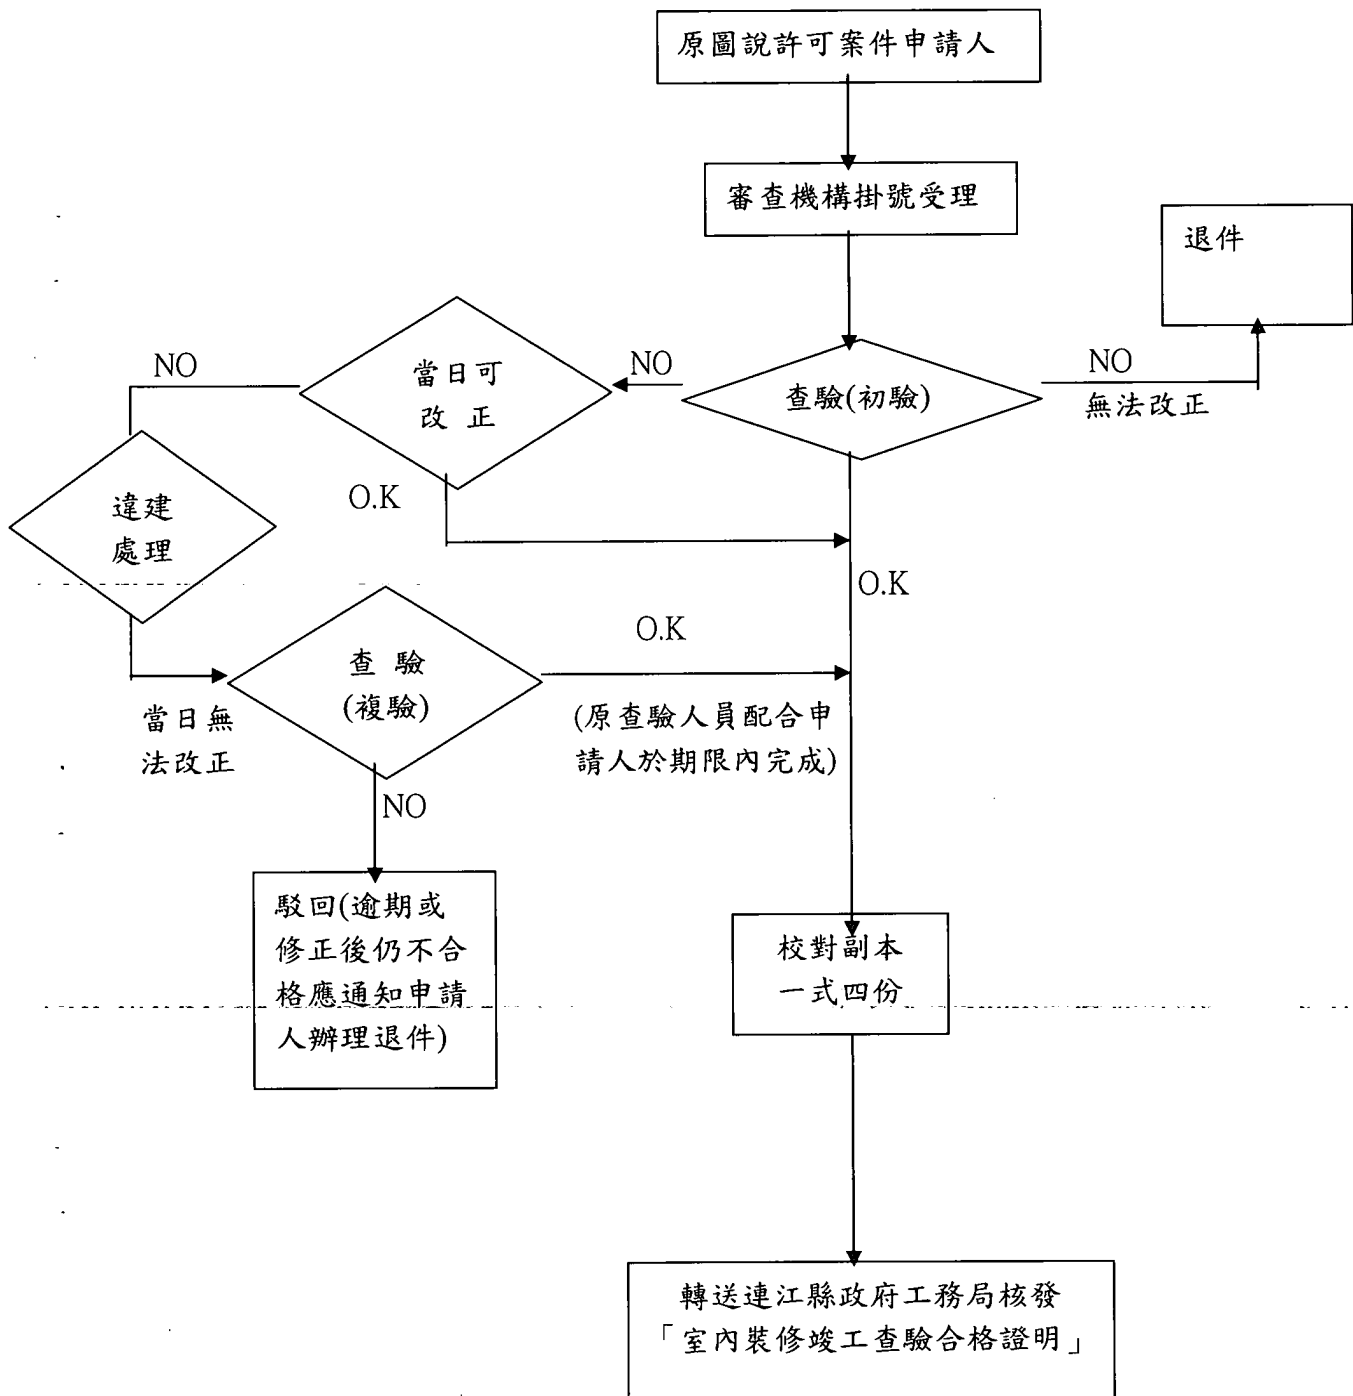 原圖說許可案件申請人
審查機構掛號受理
退件
NO
當日可
改 正
NO
查驗(初驗)
NO
無法改正
O.K
違建
處理
O.K
O.K
查 驗
(複驗)
當日無
法改正
(原查驗人員配合申
請人於期限內完成)
NO
駁回(逾期或
修正後仍不合
格應通知申請
人辦理退件)
校對副本
一式四份
轉送連江縣政府工務局核發
「室內裝修竣工查驗合格證明」